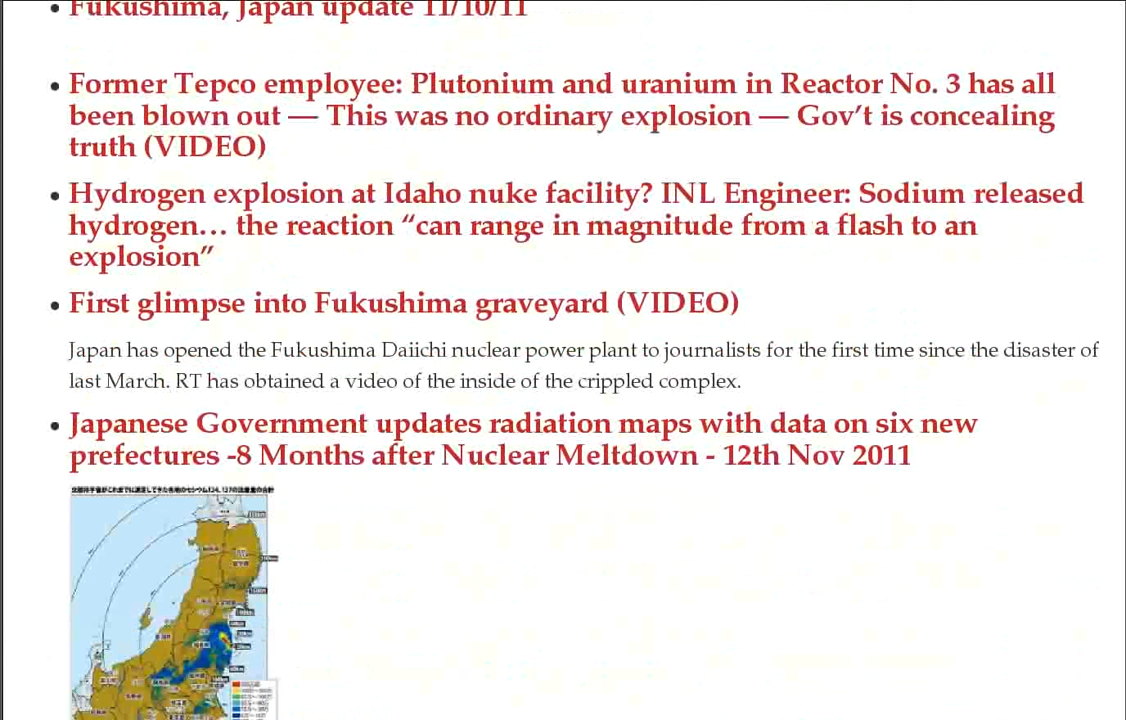 Fukushima, Japan update 11/10/11
Former Tepco employee: Plutonium and uranium in Reactor No. 3 has all
been blown out — This was no ordinary explosion — Gov’t is concealing
truth (VIDEO)
Hydrogen explosion at Idaho nuke facility? INL Engineer: Sodium released
hydrogen… the reaction “can range in magnitude from a flash to an
explosion”
First glimpse into Fukushima graveyard (VIDEO)
Japan has opened the Fukushima Daiichi nuclear power plant to journalists for the first time since the disaster of
last March. RT has obtained a video of the inside of the crippled complex.
Japanese Government updates radiation maps with data on six new
prefectures -8 Months after Nuclear Meltdown - 12th Nov 2011